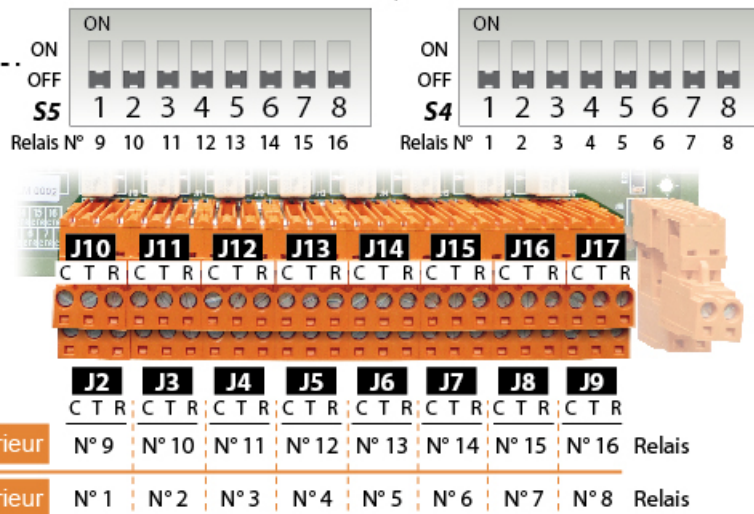 ON ON
ON ON
OFF OFF
S5 1 2 3 4 5 6 7 8 S4 1 2 3 4 5 6 7 8
Relais N° 9 10 11 12 13 14 15 16 Relais N° 1 2 3 4 5 6 7 8
J10 J11 J12 J13 J14 J15 J16 J17
C T R C T R C T R C T R C T R C T R C T R C T R
J2 J3 J4 J5 J6 J7 J8 J9
C T R C T R C T R C T R C T R C T R C T R C T R
rieur N° 9 N° 10 N° 11 N° 12 N° 13 N° 14 N° 15 N° 16 Relais
rieur N° 1 N° 2 N° 3 N° 4 N° 5 N° 6 N° 7 N° 8 Relais